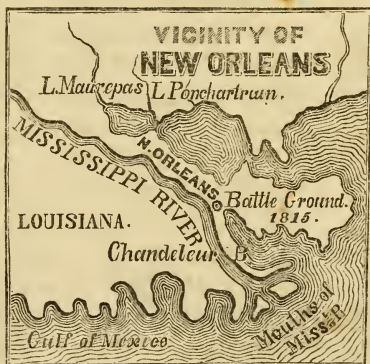 VICINITY OF
NEW ORLEANS
L. Maurepas
L Ponchartrain.
MISSISSIPPI RIVER
N. ORLEANS
Battle Ground.
1815.
LOUISIANA.
Chandeleur B
Gulf of Mexico
Mouths of
Miss. R.